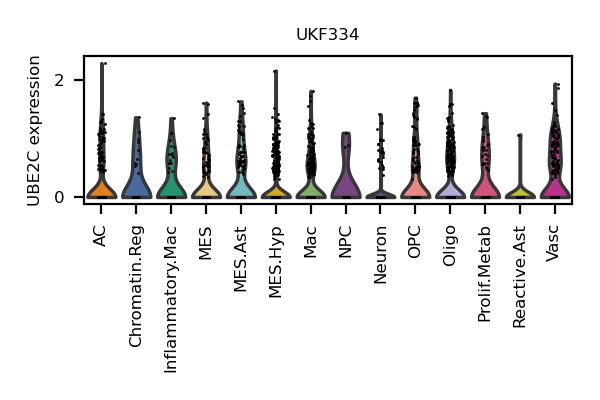 UKF334
UBE2C expression
2
0
AC
Chromatin.Reg
Inflammatory.Mac
MES
MES.Ast
MES.Hyp
Mac
NPC
Neuron
OPC
Oligo
Prolif.Metab
Reactive.Ast
Vasc